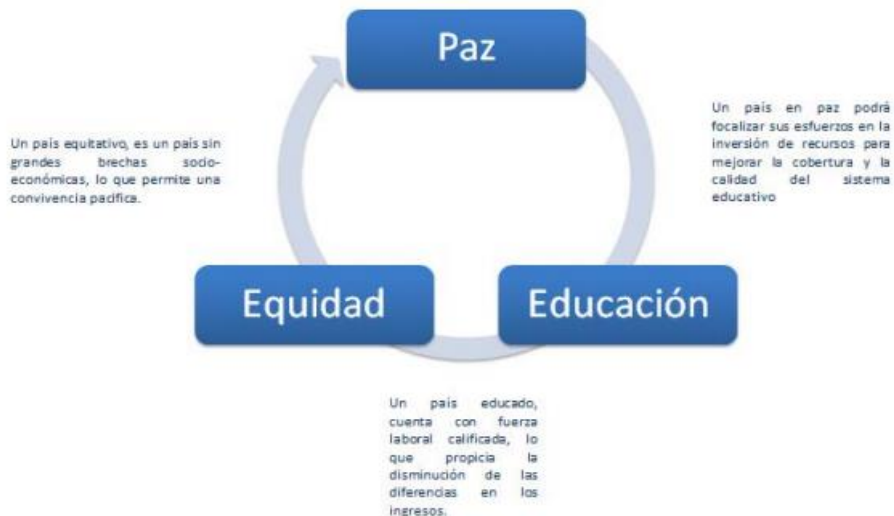 Paz
Un país en paz podrá
focalizar sus esfuerzos en la
inversión de recursos para
mejorar la cobertura y la
calidad del sistema
educativo
Un país equitativo, es un país sin
grandes brechas socio-
económicas, lo que permite una
convivencia pacifica.
Equidad
Educación
Un país educado,
cuenta con fuerza
laboral calificada, lo
que propicia la
disminución de las
diferencias en los
ingresos.